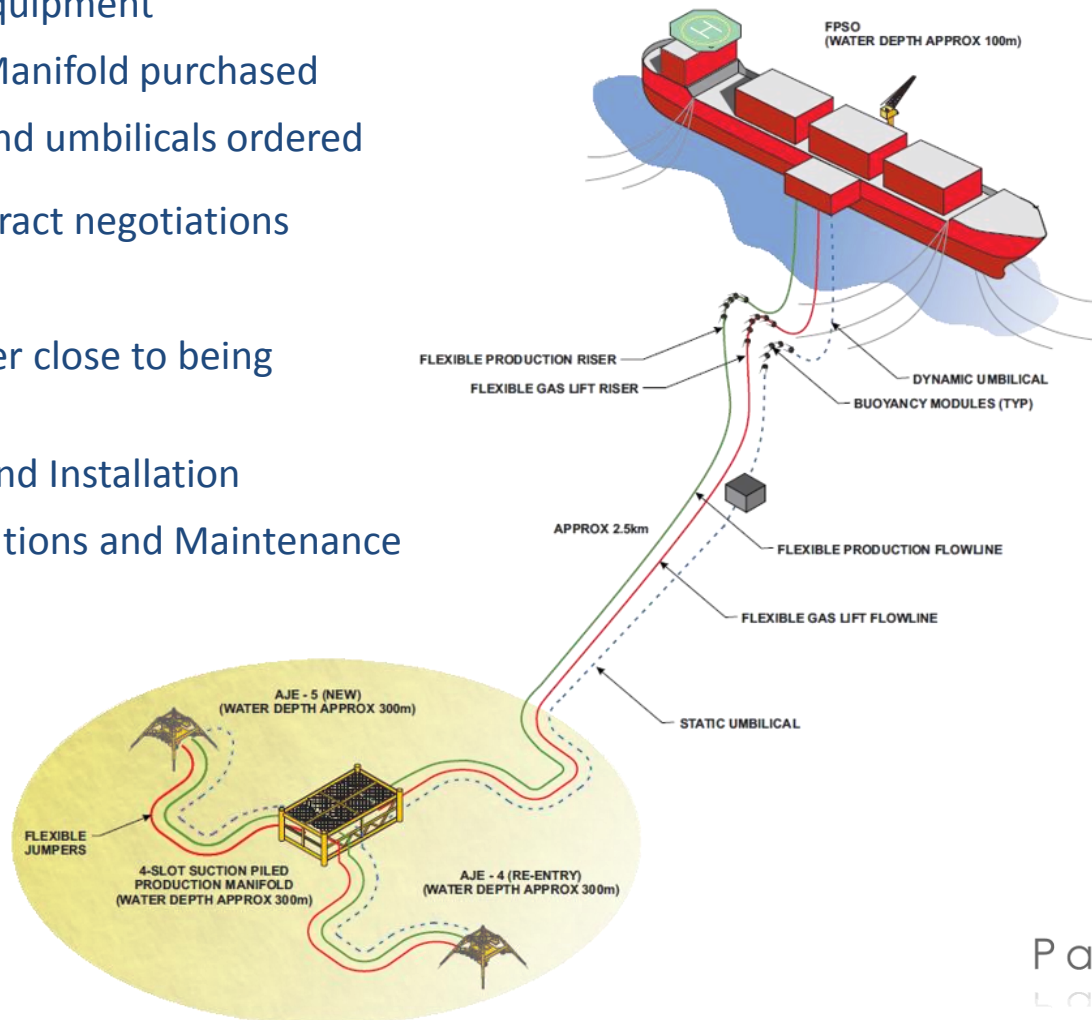 quipment
Manifold purchased
nd umbilicals ordered
ract negotiations
er close to being
nd Installation
tions and Maintenance
FPSO
(WATER DEPTH APPROX 100m)
FLEXIBLE PRODUCTION RISER
FLEXIBLE GAS LIFT RISER
DYNAMIC UMBILICAL
BUOYANCY MODULES (TYP)
APPROX 2.5km
FLEXIBLE PRODUCTION FLOWLINE
FLEXIBLE GAS LIFT FLOWLINE
STATIC UMBILICAL
AJE - 5 (NEW)
(WATER DEPTH APPROX 300m)
FLEXIBLE
JUMPERS
4-SLOT SUCTION PILED
PRODUCTION MANIFOLD
(WATER DEPTH APPROX 300m)
AJE - 4 (RE-ENTRY)
(WATER DEPTH APPROX 300m)
H
Pa